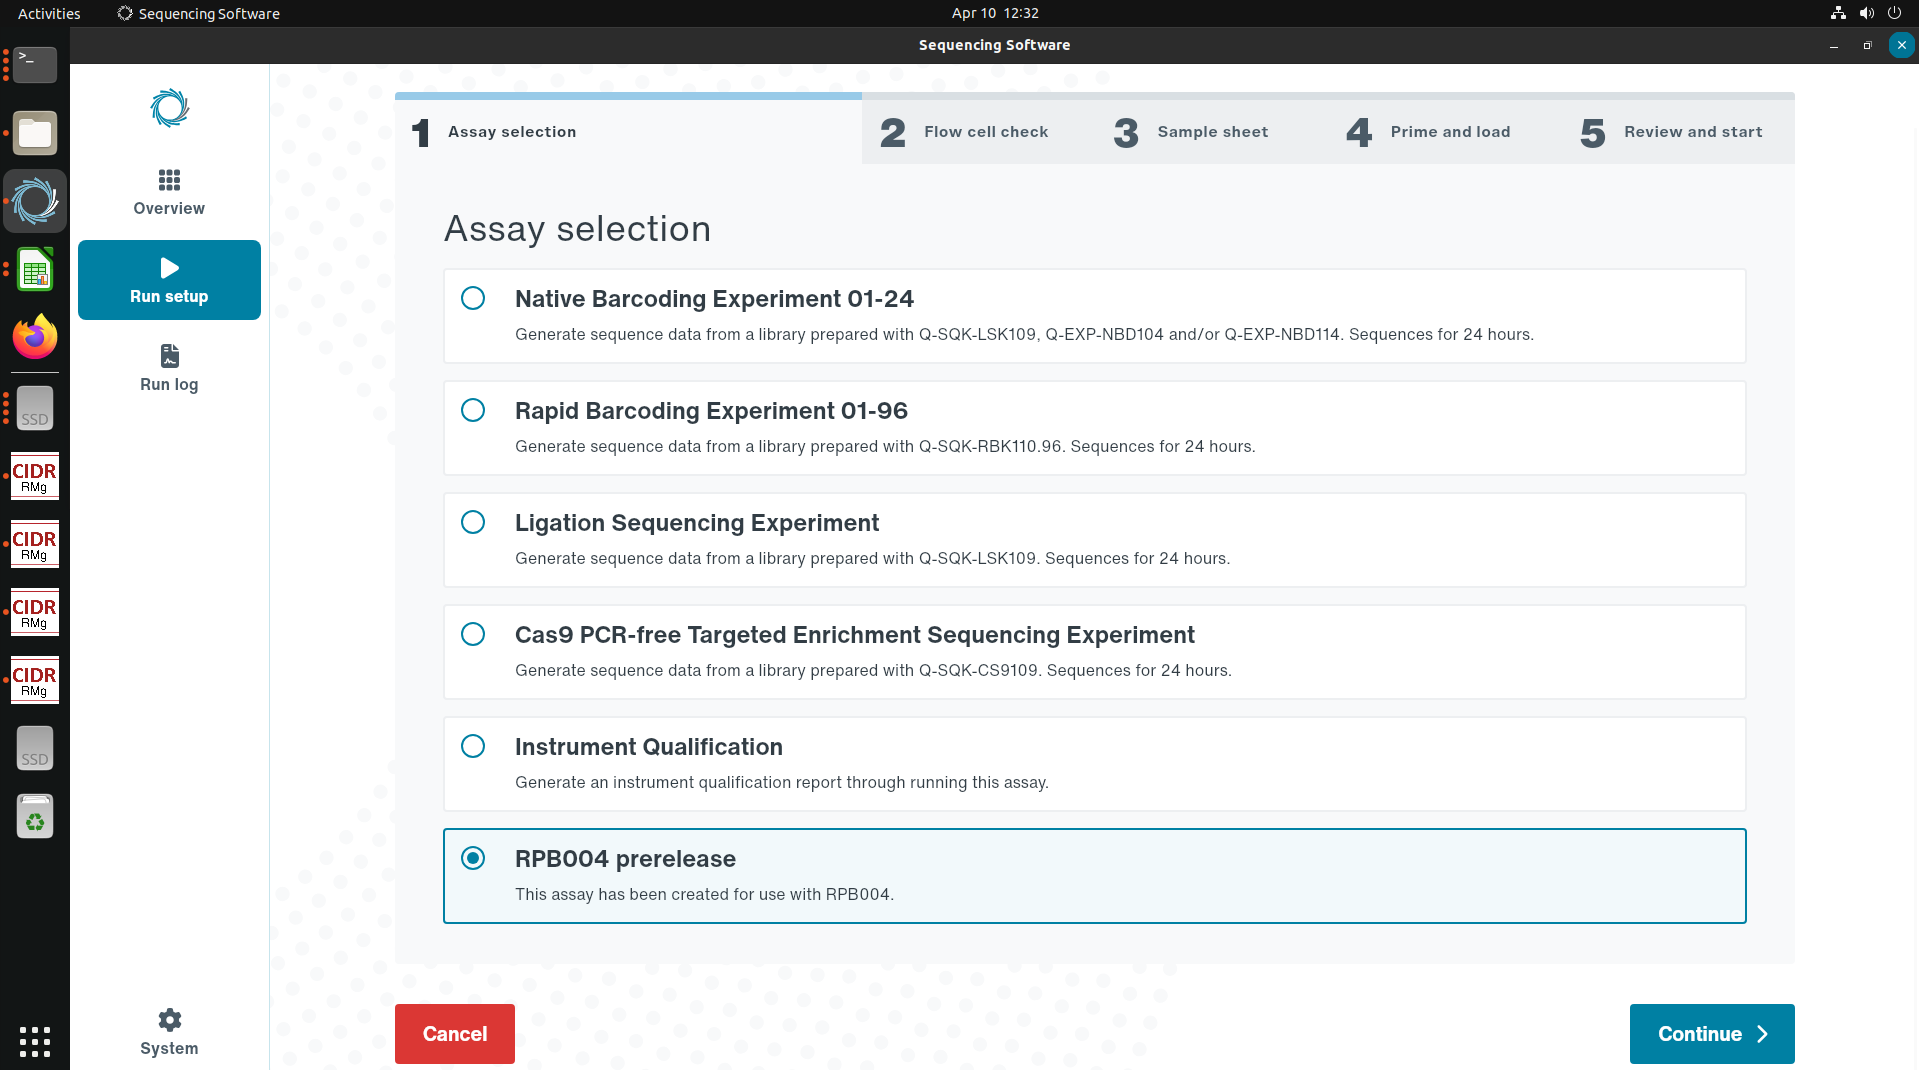 Activities
Sequencing Software
Apr 10 12:32
Sequencing Software
Overview
Run setup
Run log
System
SSD
CIDR
RMg
CIDR
RMg
CIDR
RMg
CIDR
RMg
SSD
1 Assay selection
2 Flow cell check
3 Sample sheet
4 Prime and load
5 Review and start
Assay selection
Native Barcoding Experiment 01-24
Generate sequence data from a library prepared with Q-SQK-LSK109, Q-EXP-NBD104 and/or Q-EXP-NBD114. Sequences for 24 hours.
Rapid Barcoding Experiment 01-96
Generate sequence data from a library prepared with Q-SQK-RBK110.96. Sequences for 24 hours.
Ligation Sequencing Experiment
Generate sequence data from a library prepared with Q-SQK-LSK109. Sequences for 24 hours.
Cas9 PCR-free Targeted Enrichment Sequencing Experiment
Generate sequence data from a library prepared with Q-SQK-CS9109. Sequences for 24 hours.
Instrument Qualification
Generate an instrument qualification report through running this assay.
RPB004 prerelease
This assay has been created for use with RPB004.
Cancel
Continue